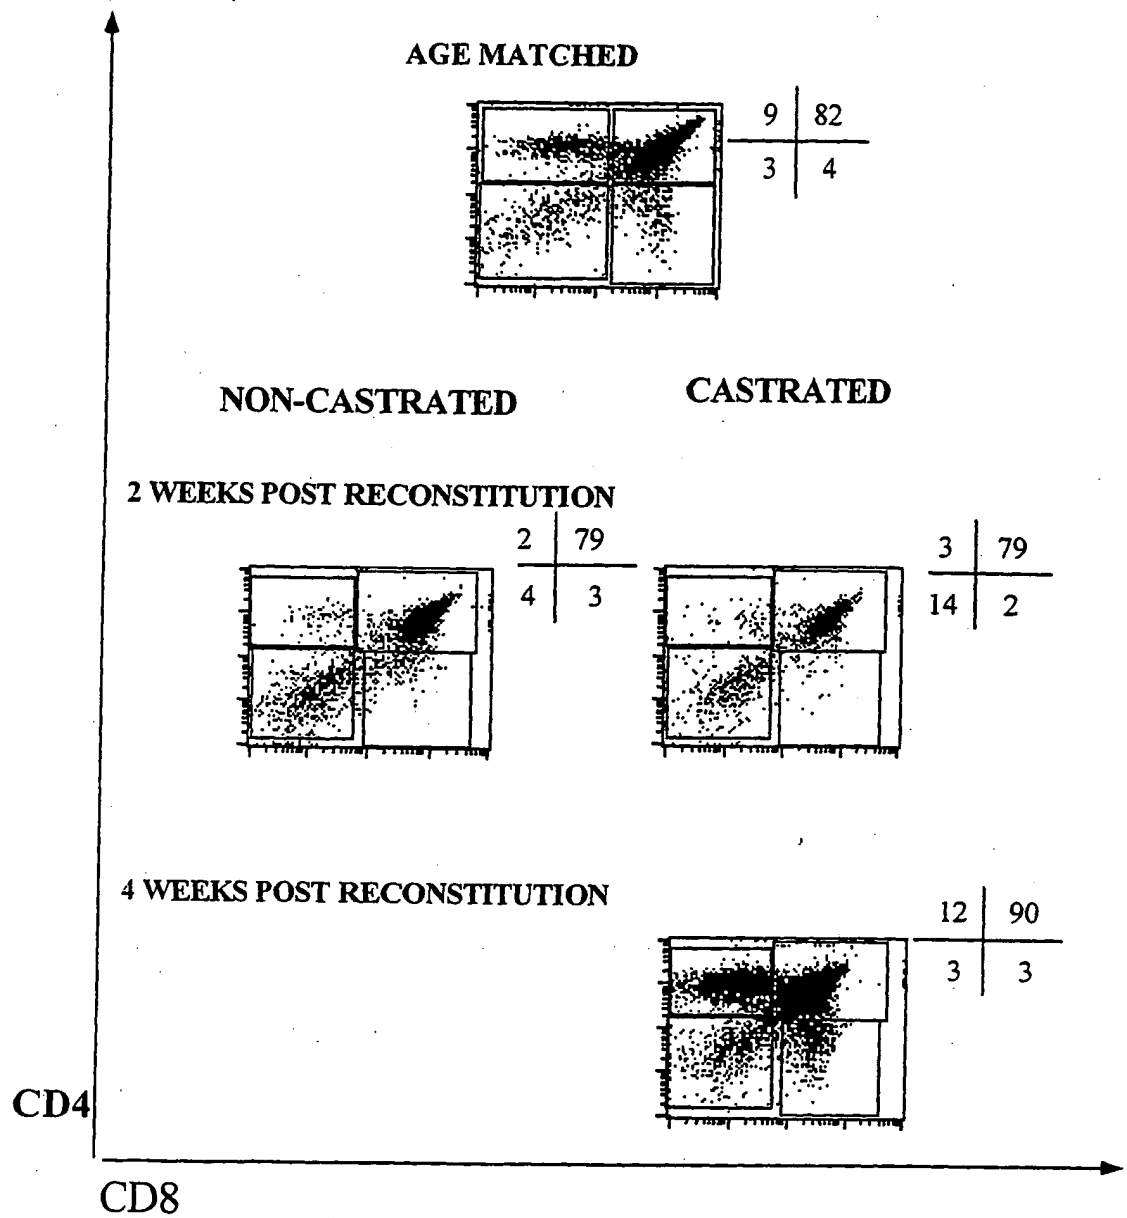 AGE MATCHED
9 82
3 4
NON-CASTRATED
CASTRATED
2 WEEKS POST RECONSTITUTION
2 79
4 3
3 79
14 2
4 WEEKS POST RECONSTITUTION
12 90
3 3
CD4
CD8